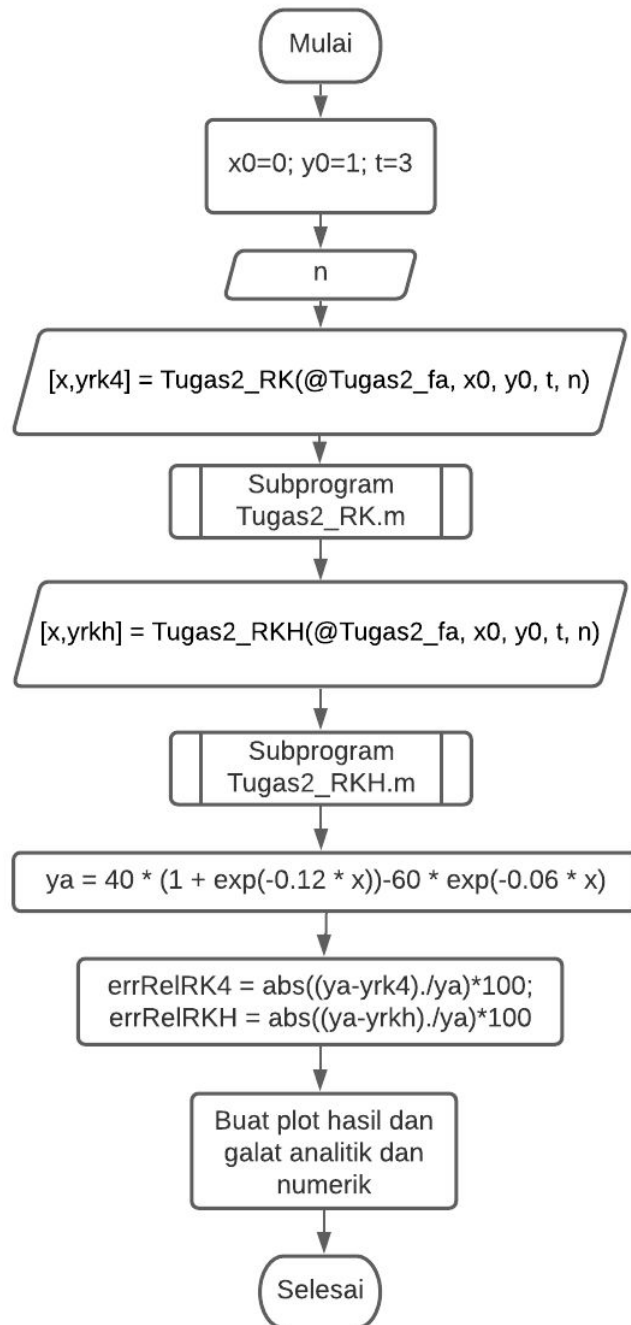 Mulai
x0=0; y0=1; t=3
n
[x,yrk4] = Tugas2_RK(@Tugas2_fa, x0, y0, t, n)
Subprogram
Tugas2_RK.m
[x,yrkh] = Tugas2_RKH(@Tugas2_fa, x0, y0, t, n)
Subprogram
Tugas2_RKH.m
ya = 40 * (1 + exp(-0.12 * x))-60 * exp(-0.06 * x)
errRelRK4 = abs((ya-yrk4)./ya)*100;
errRelRKH = abs((ya-yrkh)./ya)*100
Buat plot hasil dan
galat analitik dan
numerik
Selesai